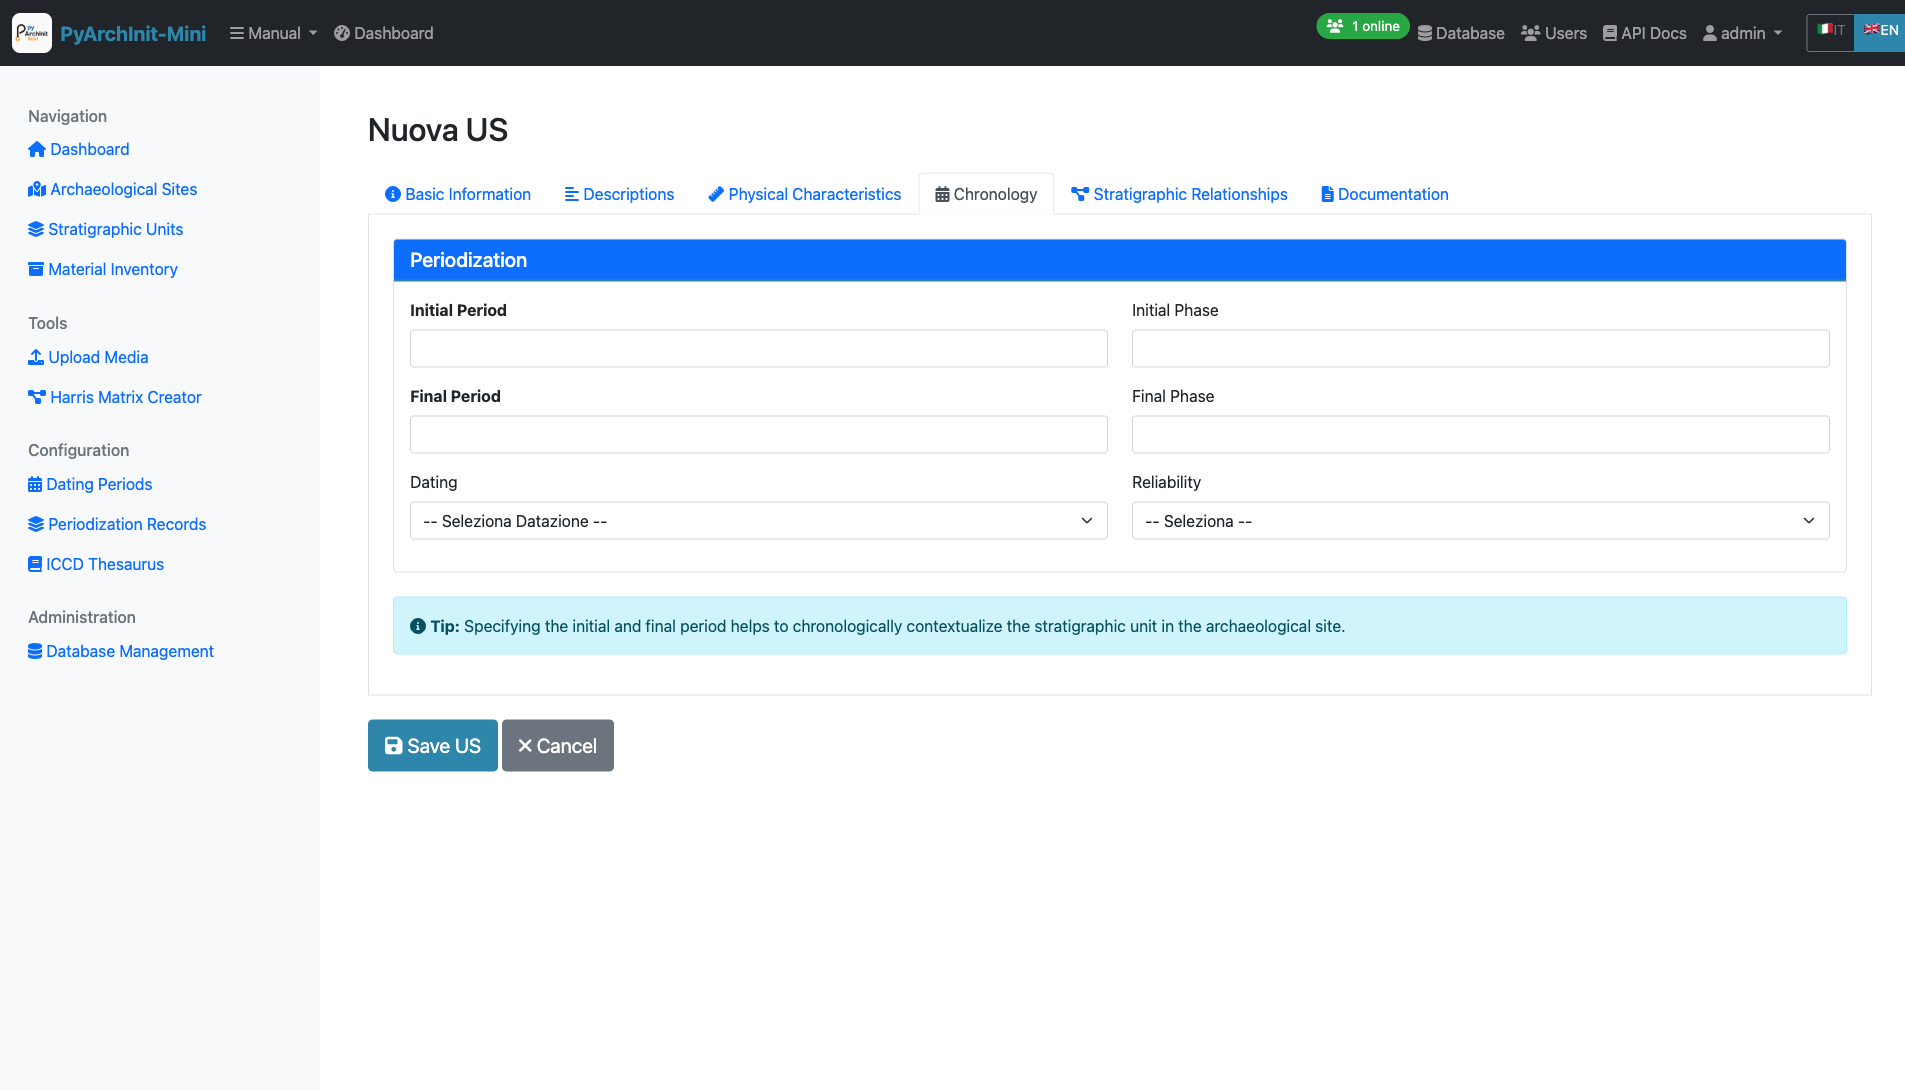 PyArchInit-Mini
Manual
Dashboard
1 online
Database
Users
API Docs
admin
IT
EN
Navigation
Dashboard
Archaeological Sites
Stratigraphic Units
Material Inventory
Tools
Upload Media
Harris Matrix Creator
Configuration
Dating Periods
Periodization Records
ICCD Thesaurus
Administration
Database Management
Nuova US
Basic Information
Descriptions
Physical Characteristics
Chronology
Stratigraphic Relationships
Documentation
Periodization
Initial Period
Initial Phase
Final Period
Final Phase
Dating
Reliability
-- Seleziona Datazione --
-- Seleziona --
Tip: Specifying the initial and final period helps to chronologically contextualize the stratigraphic unit in the archaeological site.
Save US
Cancel